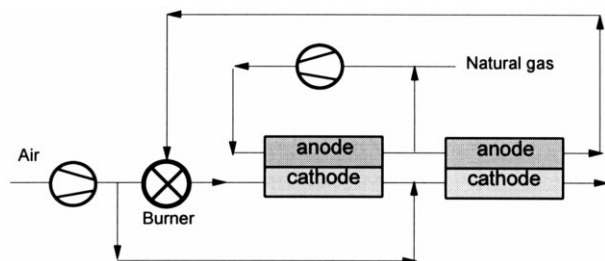 Natural gas
Air
anode
anode
cathode
cathode
Burner